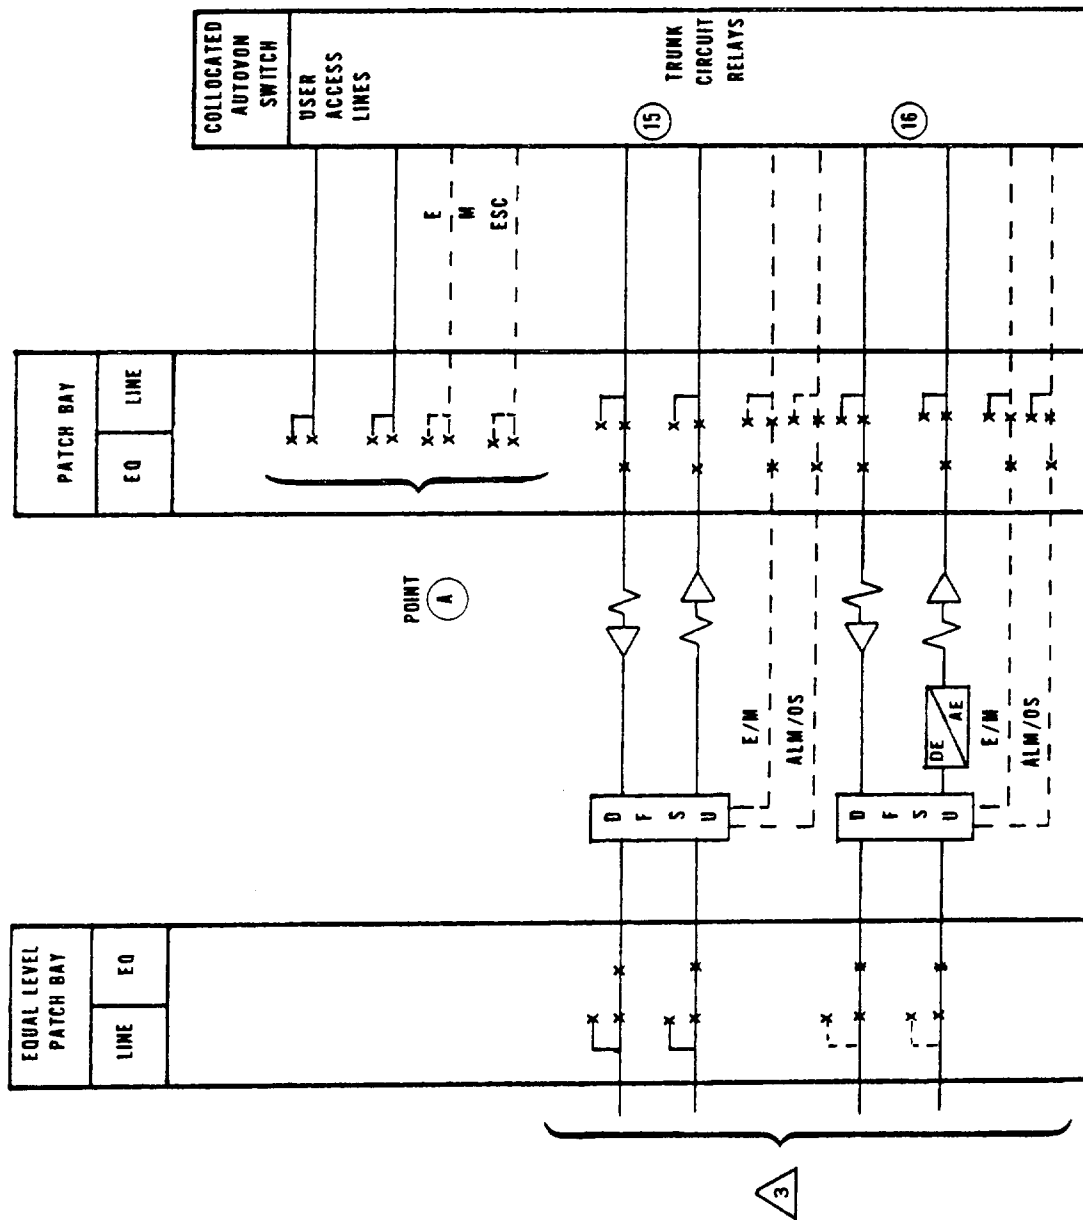 EQUAL LEVEL
PATCH BAY
LINE
EQ
PATCH BAY
EQ
LINE
COLLOCATED
AUTOVON
SWITCH
USER
ACCESS
LINES
E
M
ESC
POINT
A
15
TRUNK
CIRCUIT
RELAYS
D F S U
E/M
ALM/OS
16
D F S U
DE
AE
E/M
ALM/OS
3